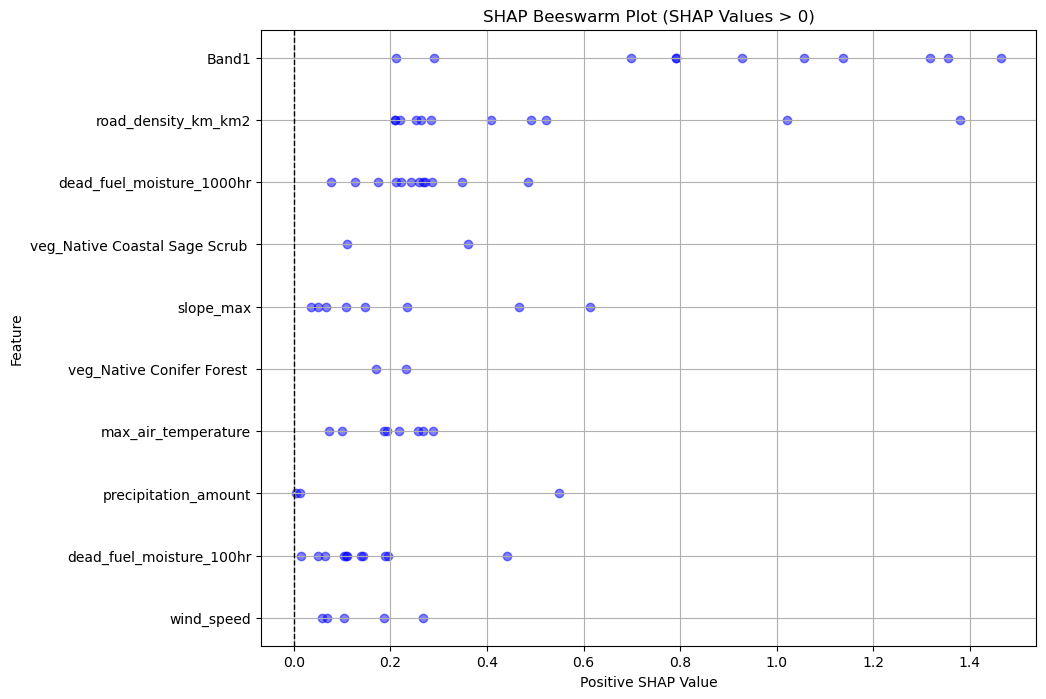 SHAP Beeswarm Plot (SHAP Values > 0)
Band1
road_density_km_km2
dead_fuel_moisture_1000hr
veg_Native Coastal Sage Scrub
slope_max
veg_Native Conifer Forest
max_air_temperature
precipitation_amount
dead_fuel_moisture_100hr
wind_speed
Feature
0.0 0.2 0.4 0.6 0.8 1.0 1.2 1.4
Positive SHAP Value